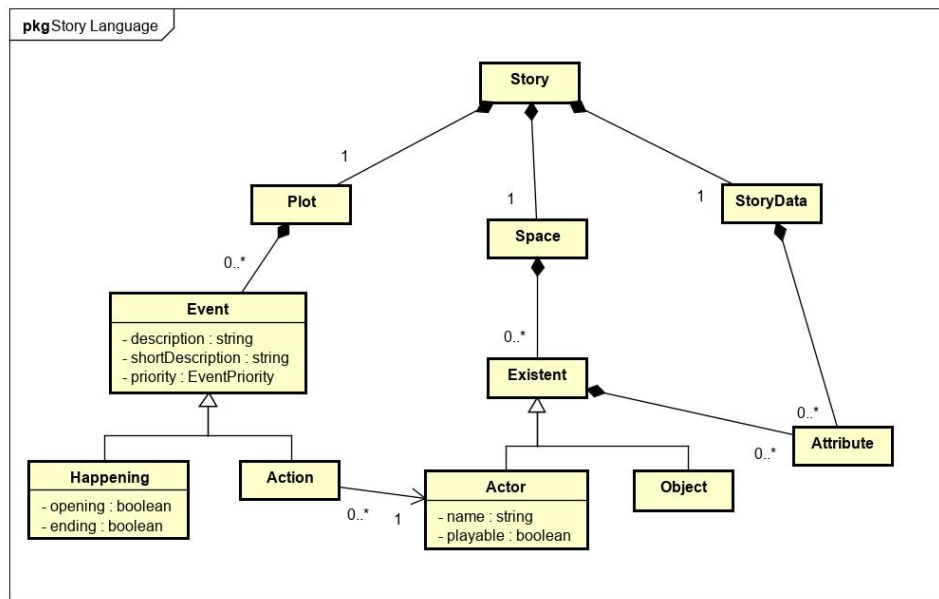 pkg Story Language
Story
1
1
1
Plot
Space
StoryData
0..*
Event
- description : string
- shortDescription : string
- priority : EventPriority
0..*
Existent
0..*
0..*
Attribute
Happening
- opening : boolean
- ending : boolean
Action
0..*
1
Actor
- name : string
- playable : boolean
Object